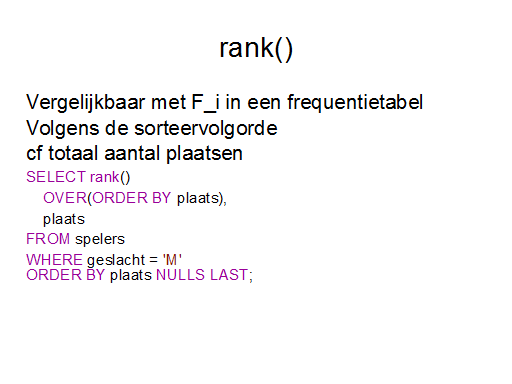 rank()
Vergelijkbaar met F_i in een frequentietabel
Volgens de sorteervolgorde
cf totaal aantal plaatsen
SELECT rank()
OVER(ORDER BY plaats),
plaats
FROM spelers
WHERE geslacht = 'M'
ORDER BY plaats NULLS LAST;